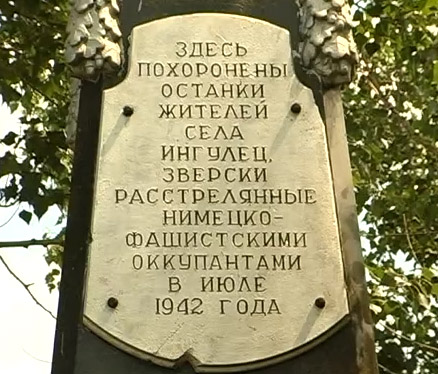 ЗДЕСЬ
ПОХОРОНЕНЫ
ОСТАНКИ
ЖИТЕЛЕЙ
СЕЛА
ИНГУЛЕЦ,
ЗВЕРСКИ
РАССТРЕЛЯННЫЕ
НИМЕЦКО-
ФАШИСТСКИМИ
ОККУПАНТАМИ
В ИЮЛЕ
1942 ГОДА